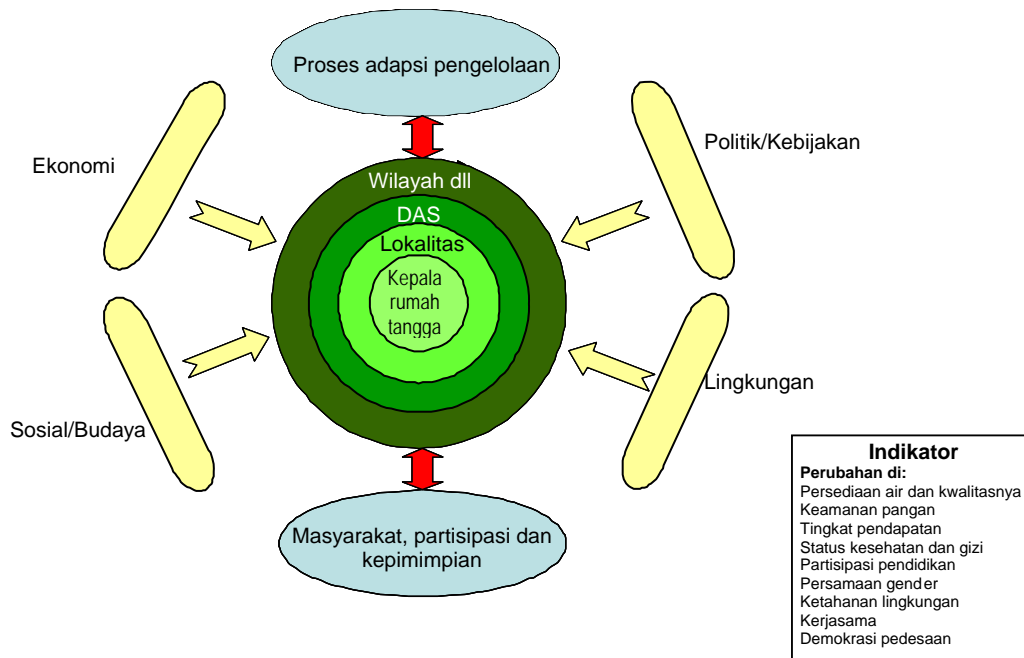 Proses adapsi pengelolaan
Ekonomi
Politik/Kebijakan
Wilayah dll
DAS
Lokalitas
Kepala
rumah
tangga
Sosial/Budaya
Lingkungan
Masyarakat, partisipasi dan
kepimimpian
Indikator
Perubahan di:
Persediaan air dan kwalitasnya
Keamanan pangan
Tingkat pendapatan
Status kesehatan dan gizi
Partisipasi pendidikan
Persamaan gender
Ketahanan lingkungan
Kerjasama
Demokrasi pedesaan